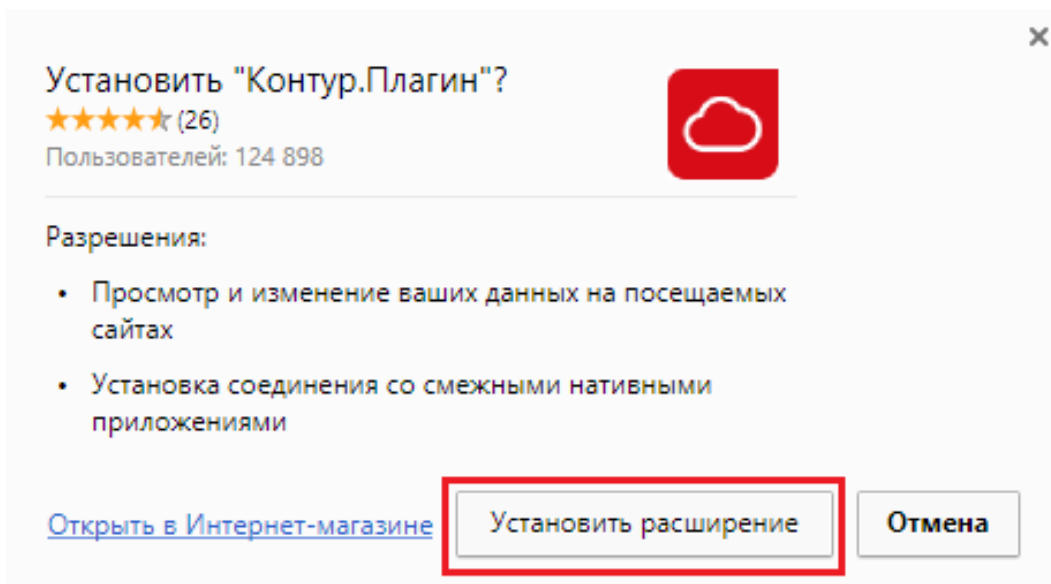 Установить "Контур.Плагин"?
(26)
Пользователей: 124 898
Разрешения:
• Просмотр и изменение ваших данных на посещаемых
сайтах
• Установка соединения со смежными нативными
приложениями
Открыть в Интернет-магазине
Установить расширение
Отмена